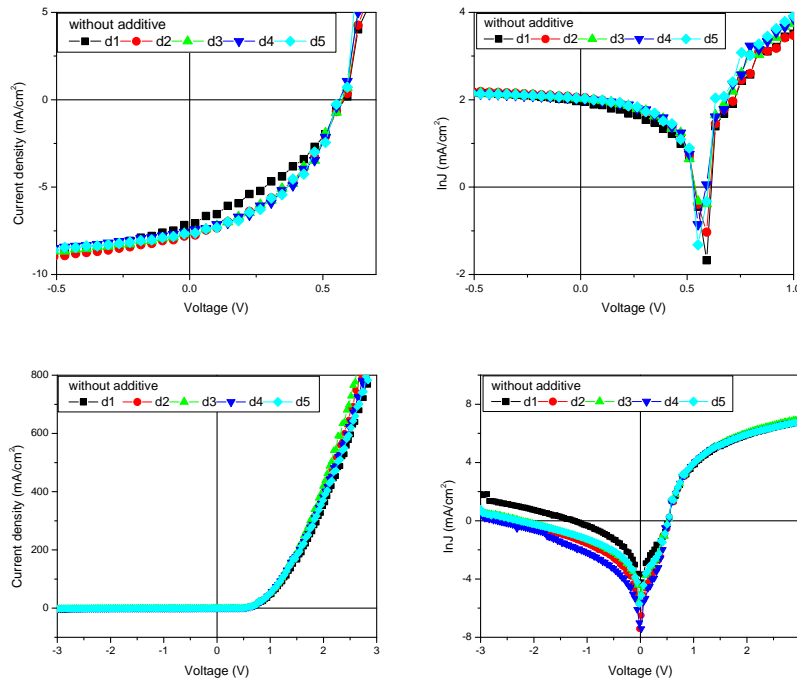 without additive
d1 d2 d3 d4 d5
Current density (mA/cm²)
5
0
-5
-10
-0.5 0.0 0.5
Voltage (V)
without additive
d1 d2 d3 d4 d5
lnJ (mA/cm²)
4
2
0
-2
-0.5 0.0 0.5 1.0
Voltage (V)
without additive
d1 d2 d3 d4 d5
Current density (mA/cm²)
800
600
400
200
0
-3 -2 -1 0 1 2 3
Voltage (V)
without additive
d1 d2 d3 d4 d5
lnJ (mA/cm²)
8
4
0
-4
-8
-3 -2 -1 0 1 2
Voltage (V)